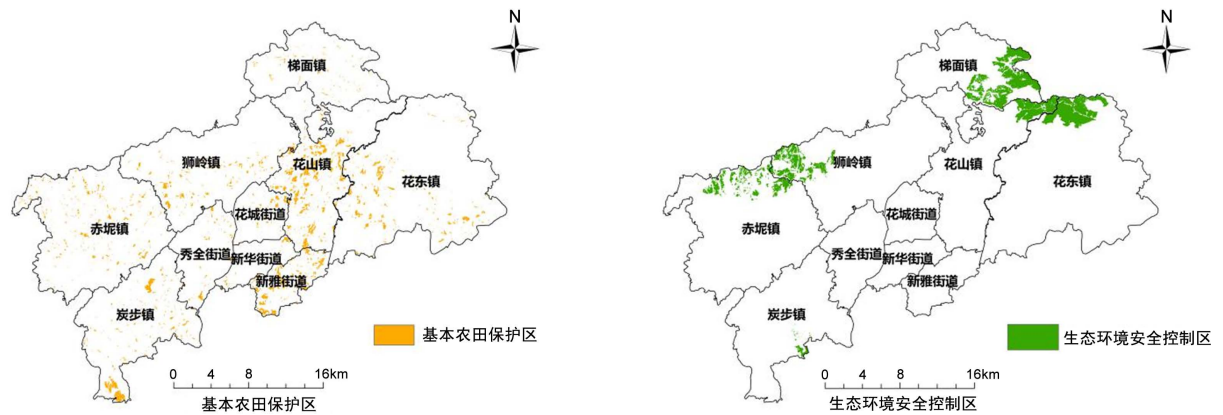 N
梯面镇
狮岭镇
花山镇
花东镇
花城街道
赤坭镇
秀全街道
新华街道
新雅街道
炭步镇
基本农田保护区
0 4 8 16km
基本农田保护区
N
梯面镇
狮岭镇
花山镇
花东镇
花城街道
赤坭镇
秀全街道
新华街道
新雅街道
炭步镇
生态环境安全控制区
0 4 8 16km
生态环境安全控制区